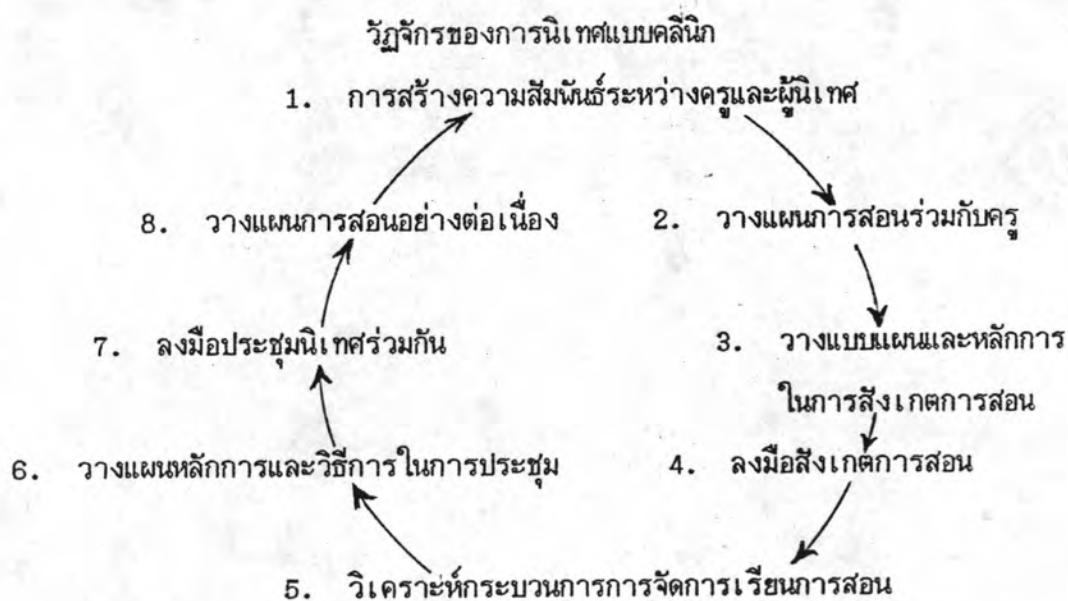 วัฏจักรของการนิเทศแบบคลีนิก
1. การสร้างความสัมพันธ์ระหว่างครูและผู้นิเทศ
2. วางแผนการสอนร่วมกับครู
3. วางแบบแผนและหลักการ
ในการสังเกตการสอน
4. ลงมือสังเกตการสอน
5. วิเคราะห์กระบวนการการจัดการเรียนการสอน
6. วางแผนหลักการและวิธีการในการประชุม
7. ลงมือประชุมนิเทศร่วมกัน
8. วางแผนการสอนอย่างต่อเนื่อง